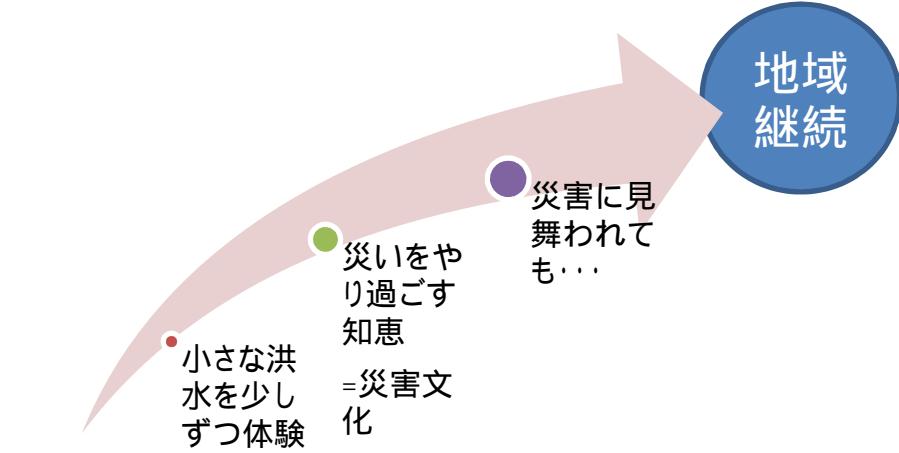 地域
継続
災害に見
舞われて
も･･･
災いをや
り過ごす
知恵
=災害文
化
小さな洪
水を少し
ずつ体験